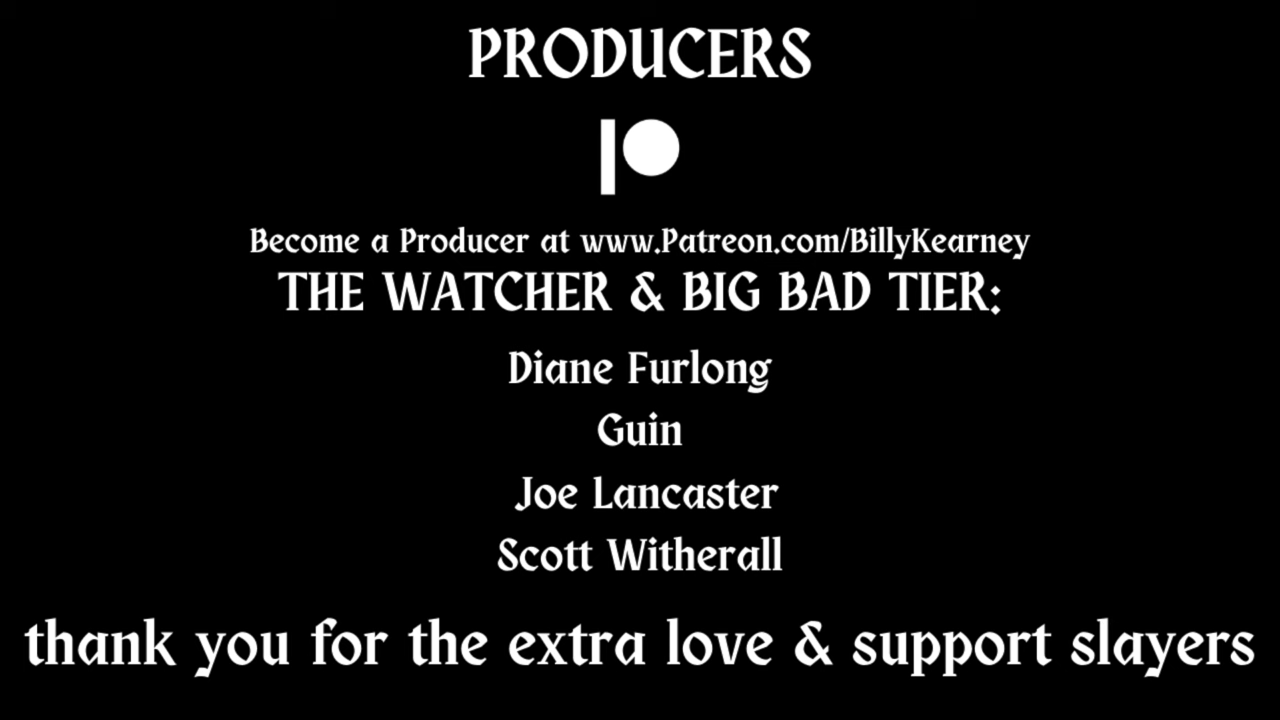 PRODUCERS
Become a Producer at www.Patreon.com/BillyKearney
THE WATCHER & BIG BAD TIER:
Diane Furlong
Guin
Joe Lancaster
Scott Witherall
thank you for the extra love & support slayers